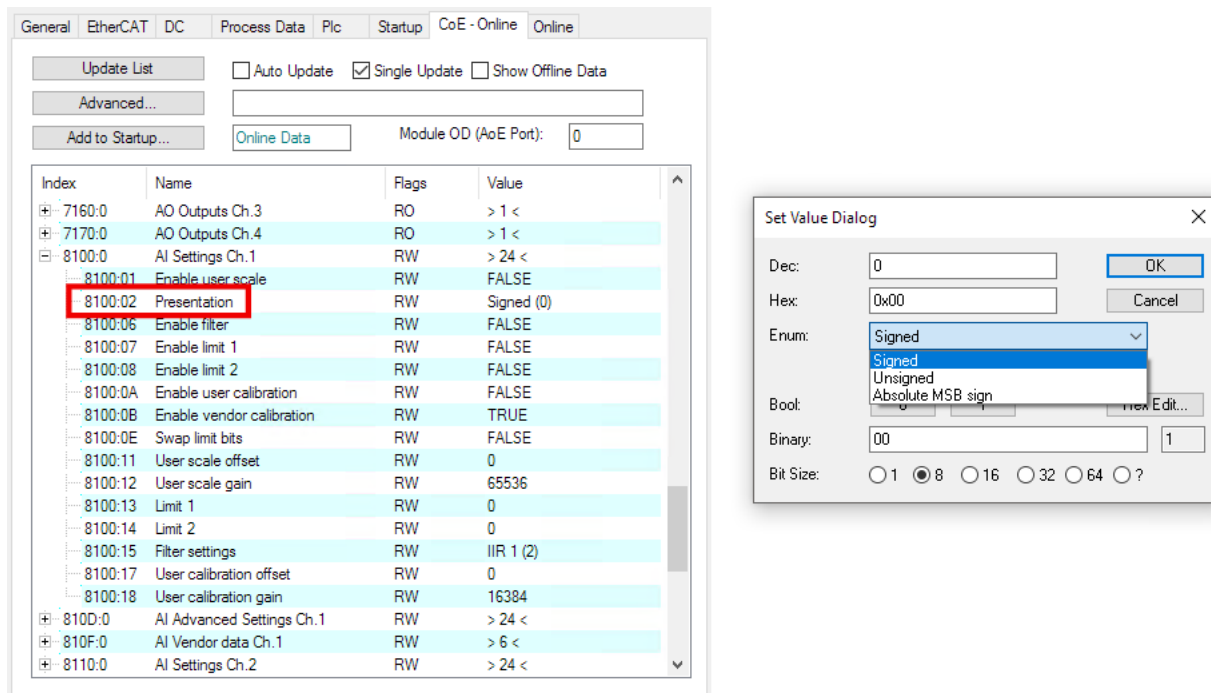 General EtherCAT DC Process Data Plc Startup CoE - Online Online
Update List Auto Update Single Update Show Offline Data
Advanced...
Add to Startup... Online Data Module OD (AoE Port): 0
Index Name Flags Value
7160:0 AO Outputs Ch.3 RO > 1 <
7170:0 AO Outputs Ch.4 RO > 1 <
8100:0 AI Settings Ch.1 RW > 24 <
8100:01 Enable user scale RW FALSE
8100:02 Presentation RW Signed (0)
8100:06 Enable filter RW FALSE
8100:07 Enable limit 1 RW FALSE
8100:08 Enable limit 2 RW FALSE
8100:0A Enable user calibration RW FALSE
8100:0B Enable vendor calibration RW TRUE
8100:0E Swap limit bits RW FALSE
8100:11 User scale offset RW 0
8100:12 User scale gain RW 65536
8100:13 Limit 1 RW 0
8100:14 Limit 2 RW 0
8100:15 Filter settings RW IIR 1 (2)
8100:17 User calibration offset RW 0
8100:18 User calibration gain RW 16384
810D:0 AI Advanced Settings Ch.1 RW > 24 <
810F:0 AI Vendor data Ch.1 RW > 6 <
8110:0 AI Settings Ch.2 RW > 24 <
Set Value Dialog
Dec: 0 OK
Hex: 0x00 Cancel
Enum: Signed
Signed
Unsigned
Absolute MSB sign
Bool: Hex Edit...
Binary: 00 1
Bit Size: 1 8 16 32 64 ?